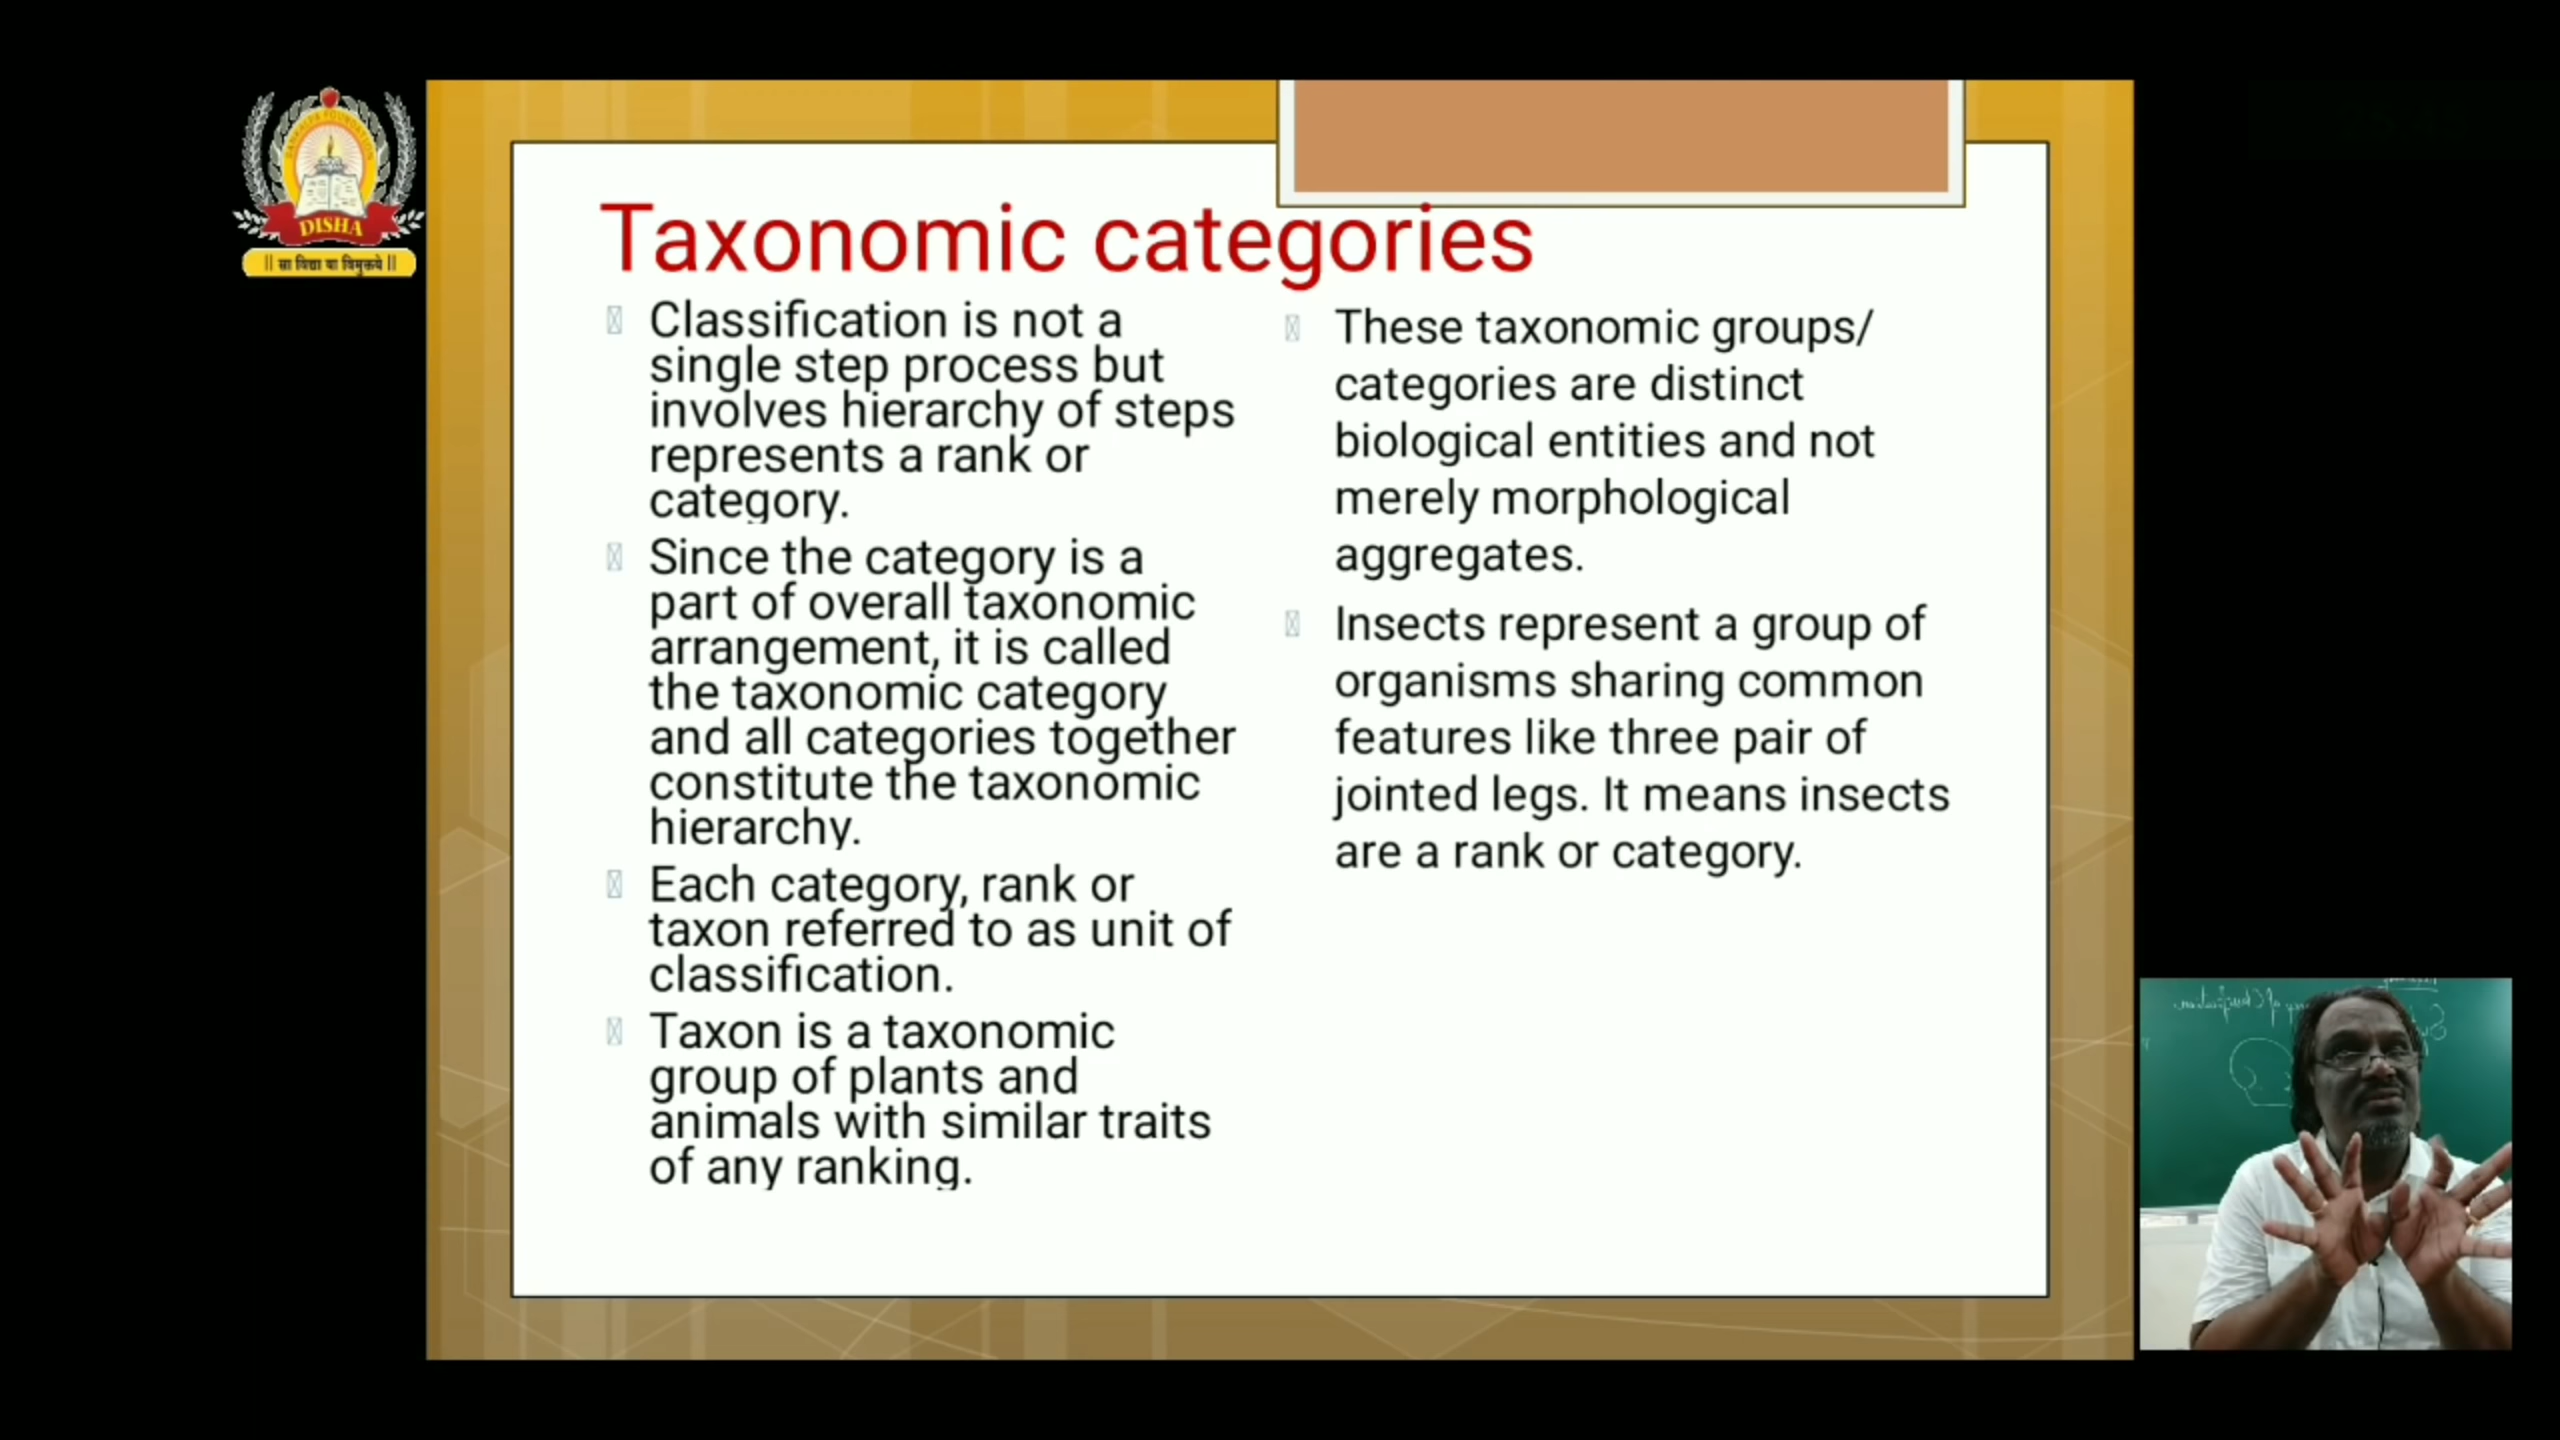 DISHA
|| सा विद्या या विमुक्तये ||
Taxonomic categories
Classification is not a
single step process but
involves hierarchy of steps
represents a rank or
category.
Since the category is a
part of overall taxonomic
arrangement, it is called
the taxonomic category
and all categories together
constitute the taxonomic
hierarchy.
Each category, rank or
taxon referred to as unit of
classification.
Taxon is a taxonomic
group of plants and
animals with similar traits
of any ranking.
These taxonomic groups/
categories are distinct
biological entities and not
merely morphological
aggregates.
Insects represent a group of
organisms sharing common
features like three pair of
jointed legs. It means insects
are a rank or category.